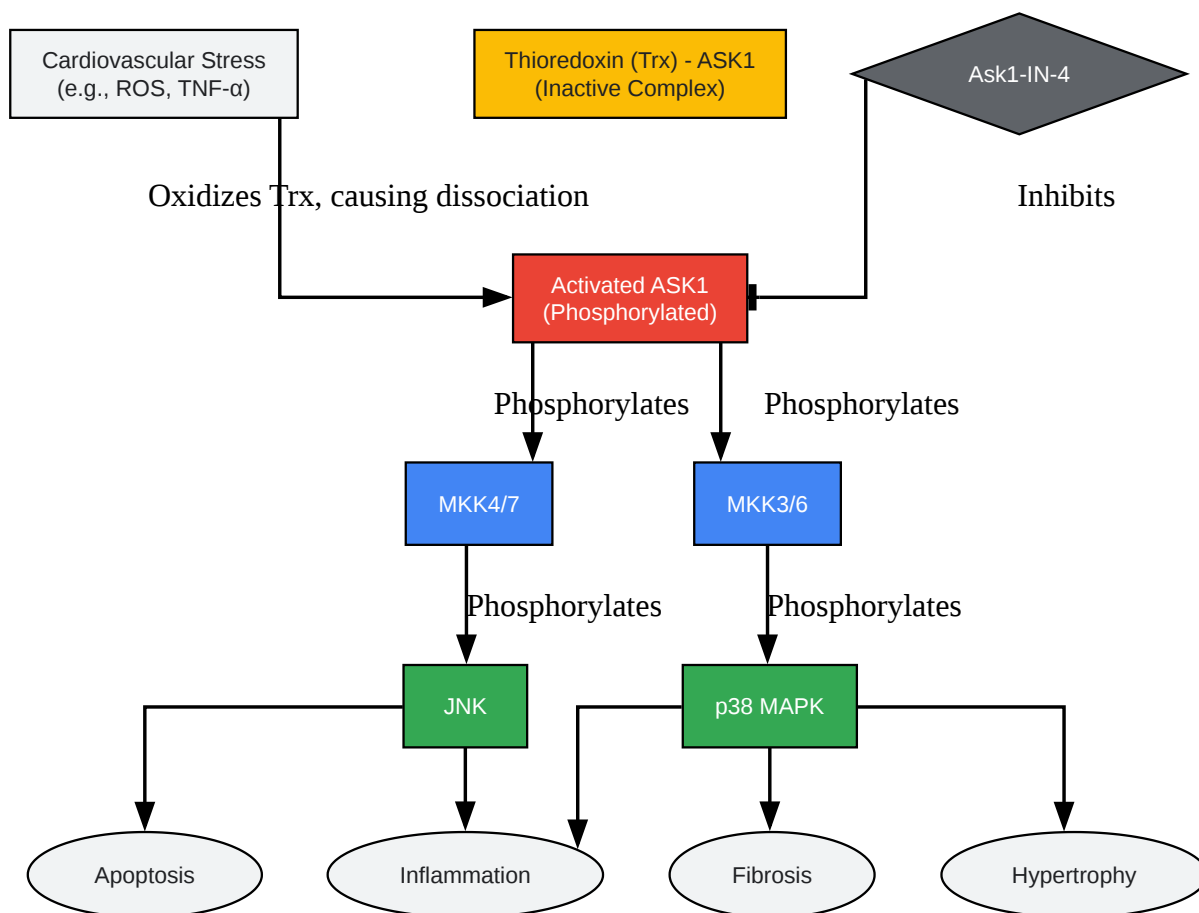 Cardiovascular Stress
(e.g., ROS, TNF-α)
Thioredoxin (Trx) - ASK1
(Inactive Complex)
Ask1-IN-4
Oxidizes Trx, causing dissociation
Inhibits
Activated ASK1
(Phosphorylated)
Phosphorylates
Phosphorylates
MKK4/7
MKK3/6
Phosphorylates
Phosphorylates
JNK
p38 MAPK
Apoptosis
Inflammation
Fibrosis
Hypertrophy